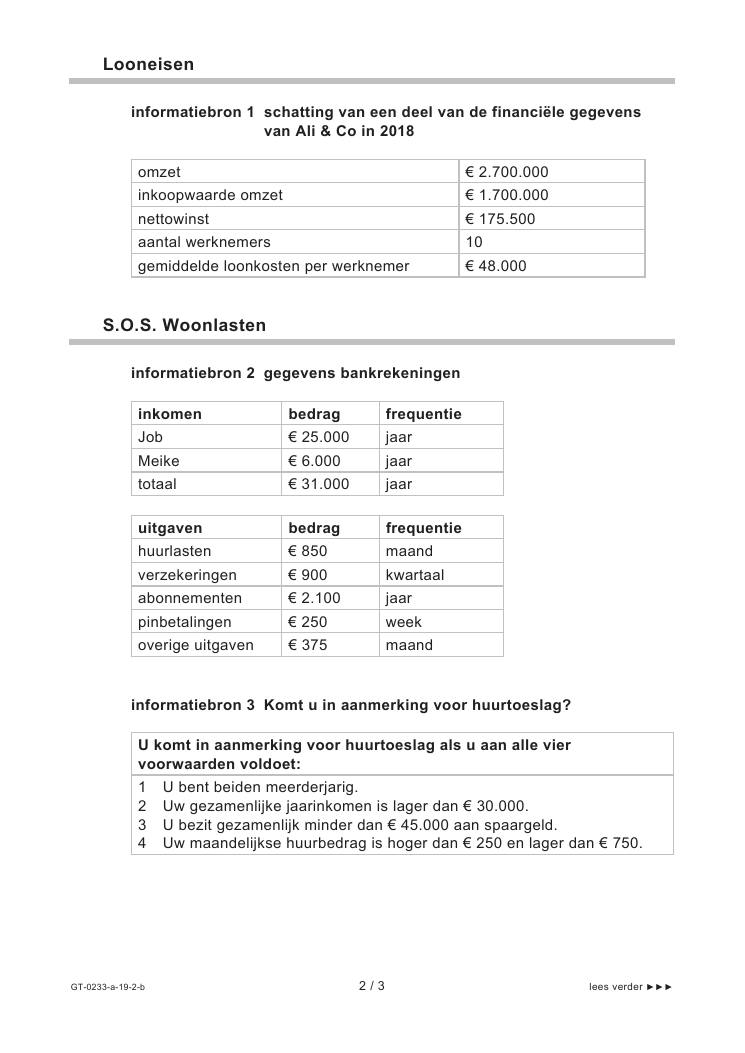 Looneisen
informatiebron 1 schatting van een deel van de financiële gegevens
van Ali & Co in 2018
omzet € 2.700.000
inkoopwaarde omzet € 1.700.000
nettowinst € 175.500
aantal werknemers 10
gemiddelde loonkosten per werknemer € 48.000
S.O.S. Woonlasten
informatiebron 2 gegevens bankrekeningen
inkomen bedrag frequentie
Job € 25.000 jaar
Meike € 6.000 jaar
totaal € 31.000 jaar
uitgaven bedrag frequentie
huurlasten € 850 maand
verzekeringen € 900 kwartaal
abonnementen € 2.100 jaar
pinbetalingen € 250 week
overige uitgaven € 375 maand
informatiebron 3 Komt u in aanmerking voor huurtoeslag?
U komt in aanmerking voor huurtoeslag als u aan alle vier
voorwaarden voldoet:
1 U bent beiden meerderjarig.
2 Uw gezamenlijke jaarinkomen is lager dan € 30.000.
3 U bezit gezamenlijk minder dan € 45.000 aan spaargeld.
4 Uw maandelijkse huurbedrag is hoger dan € 250 en lager dan € 750.
GT-0233-a-19-2-b 2 / 3 lees verder ►►►